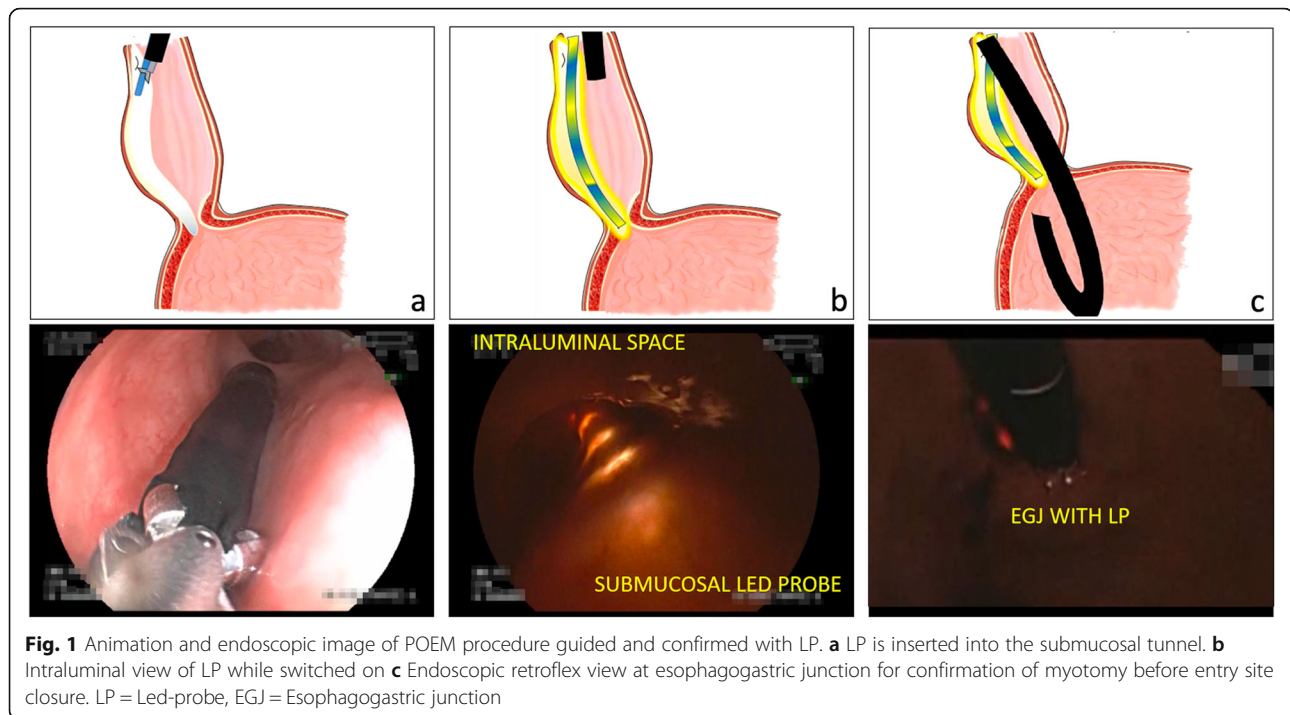 a
b
c
INTRALUMINAL SPACE
SUBMUCOSAL LED PROBE
EGJ WITH LP
Fig. 1 Animation and endoscopic image of POEM procedure guided and confirmed with LP. a LP is inserted into the submucosal tunnel. b
Intraluminal view of LP while switched on c Endoscopic retroflex view at esophagogastric junction for confirmation of myotomy before entry site
closure. LP = Led-probe, EGJ = Esophagogastric junction